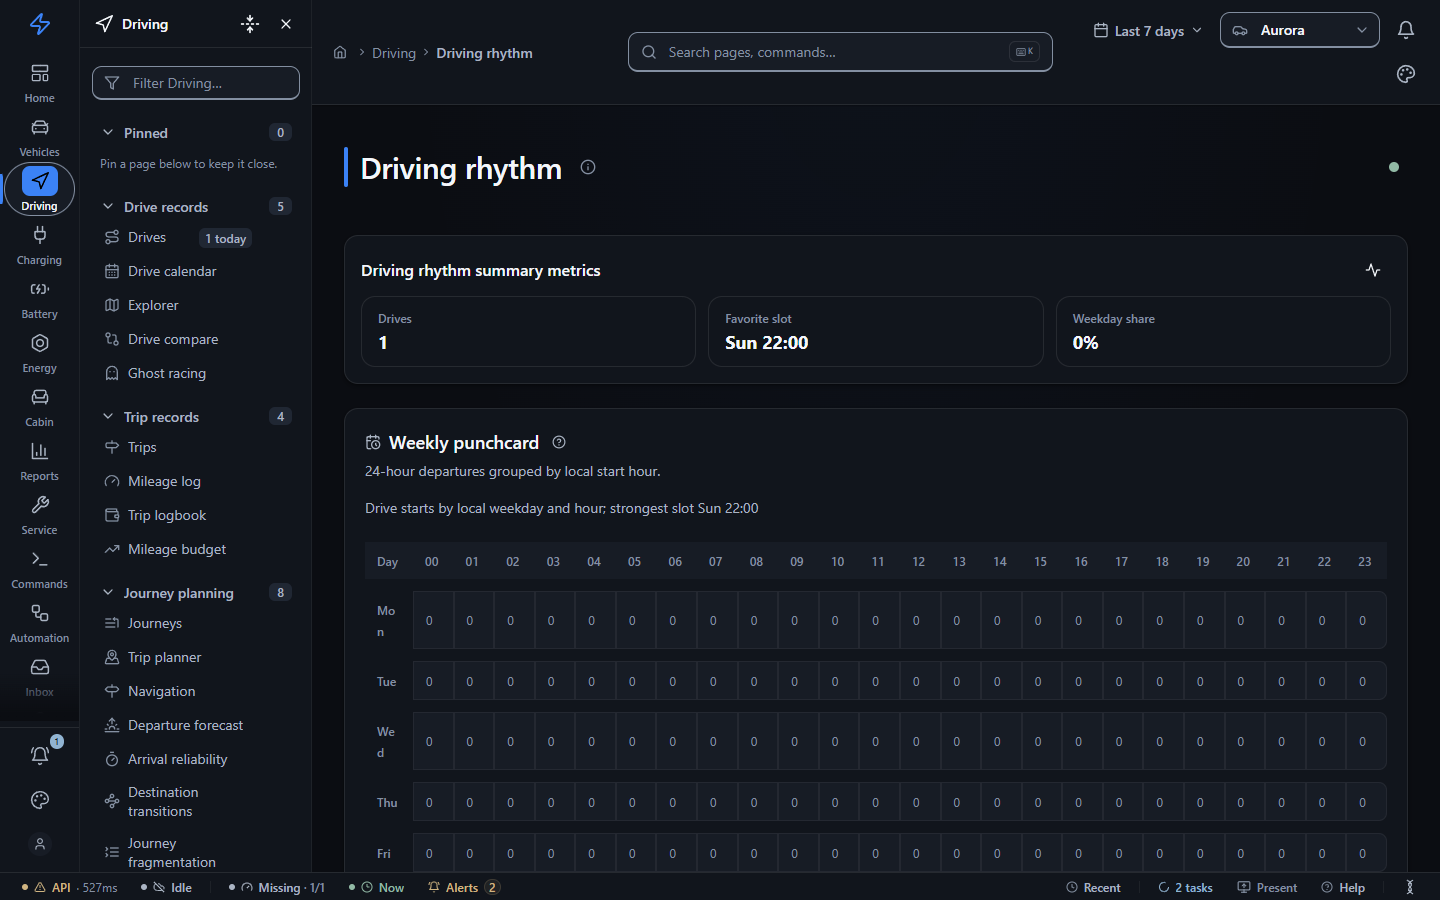 Driving
Driving
Driving rhythm
Search pages, commands...
K
Last 7 days
Aurora
Home
Vehicles
Driving
Charging
Battery
Energy
Cabin
Reports
Service
Commands
Automation
Inbox
1
Filter Driving...
Pinned 0
Pin a page below to keep it close.
Drive records 5
Drives 1 today
Drive calendar
Explorer
Drive compare
Ghost racing
Trip records 4
Trips
Mileage log
Trip logbook
Mileage budget
Journey planning 8
Journeys
Trip planner
Navigation
Departure forecast
Arrival reliability
Destination
transitions
Journey
fragmentation
Driving rhythm
Driving rhythm summary metrics
Drives
1
Favorite slot
Sun 22:00
Weekday share
0%
Weekly punchcard
24-hour departures grouped by local start hour.
Drive starts by local weekday and hour; strongest slot Sun 22:00
Day 00 01 02 03 04 05 06 07 08 09 10 11 12 13 14 15 16 17 18 19 20 21 22 23
Mo
n
0 0 0 0 0 0 0 0 0 0 0 0 0 0 0 0 0 0 0 0 0 0 0 0
Tue 0 0 0 0 0 0 0 0 0 0 0 0 0 0 0 0 0 0 0 0 0 0 0 0
We
d
0 0 0 0 0 0 0 0 0 0 0 0 0 0 0 0 0 0 0 0 0 0 0 0
Thu 0 0 0 0 0 0 0 0 0 0 0 0 0 0 0 0 0 0 0 0 0 0 0 0
Fri 0 0 0 0 0 0 0 0 0 0 0 0 0 0 0 0 0 0 0 0 0 0 0 0
API · 527ms
Idle
Missing · 1/1
Now
Alerts 2
Recent
2 tasks
Present
Help